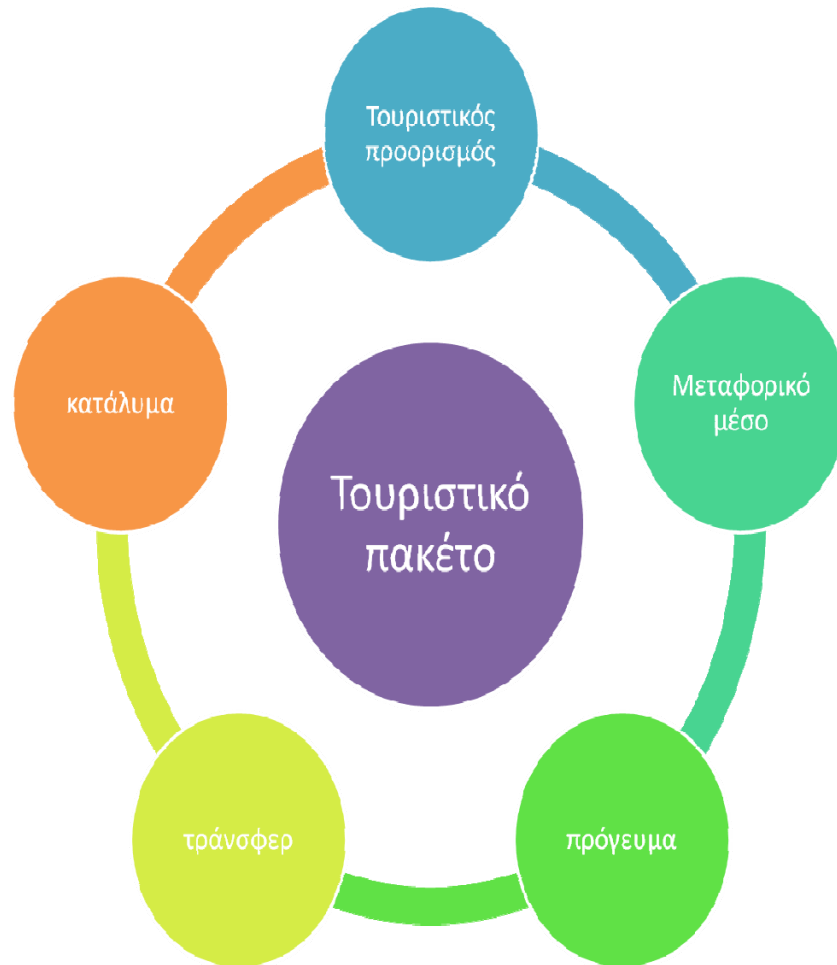 Τουριστικός
προορισμός
Μεταφορικό
μέσο
πρόγευμα
τράνσφερ
κατάλυμα
Τουριστικό
πακέτο